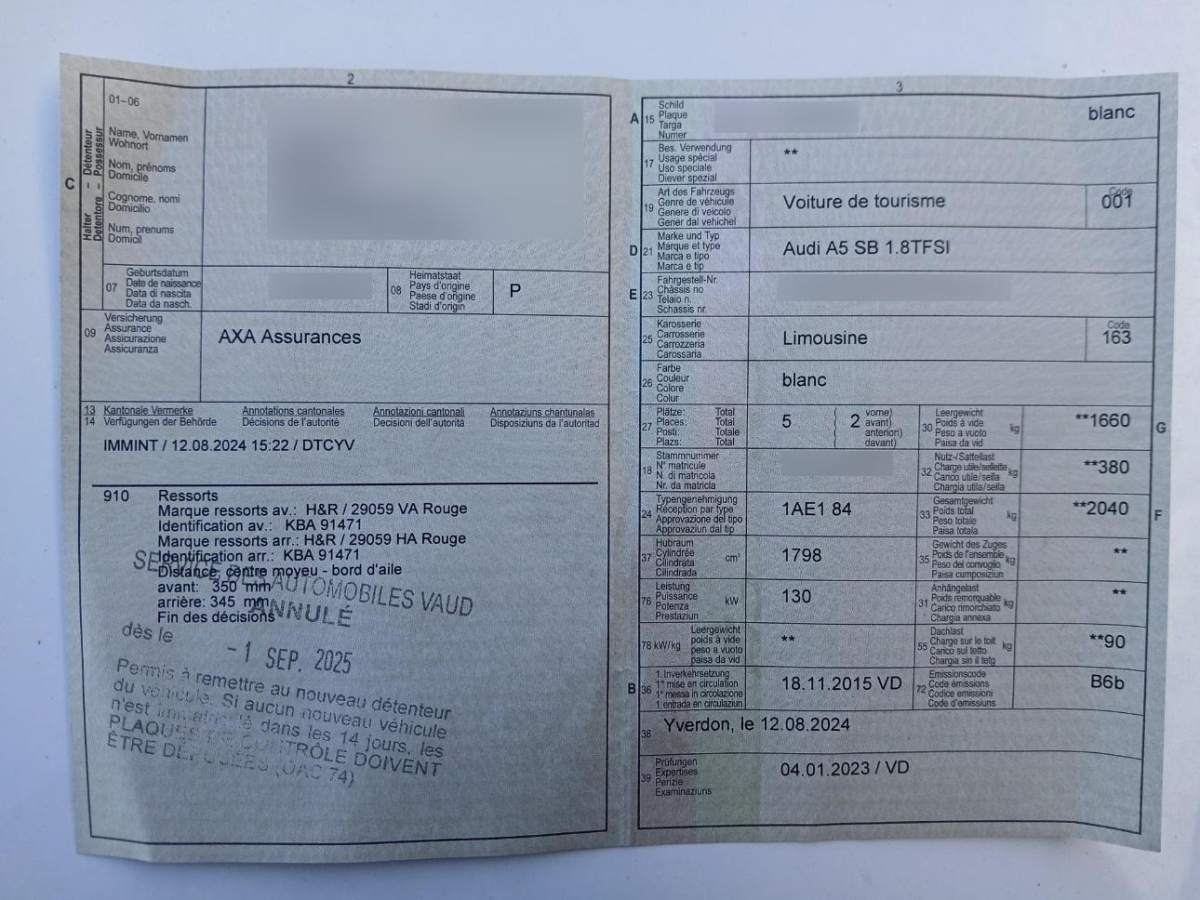 2
01–06
Halter – Détenteur
Detentore – Possessur
C
Name, Vornamen
Wohnort
Nom, prénoms
Domicile
Cognome, nomi
Domicilio
Num, prenums
Domicil
07
Geburtsdatum
Date de naissance
Data di nascita
Data da nasch.
08
Heimatstaat
Pays d'origine
Paese d'origine
Stadi d'origin
P
09
Versicherung
Assurance
Assicurazione
Assicuranza
AXA Assurances
13 Kantonale Vermerke Annotations cantonales Annotazioni cantonali Annotaziuns chantunalas
14 Verfügungen der Behörde Décisions de l'autorité Decisioni dell'autorità Disposiziuns da l'autoritad
IMMINT / 12.08.2024 15:22 / DTCYV
910 Ressorts
Marque ressorts av.: H&R / 29059 VA Rouge
Identification av.: KBA 91471
Marque ressorts arr.: H&R / 29059 HA Rouge
Identification arr.: KBA 91471
Distance, centre moyeu - bord d'aile
avant: 350 mm
arrière: 345 mm
Fin des décisions
AUTOMOBILES VAUD
ANNULÉ
dès le
- 1 SEP. 2025
Permis à remettre au nouveau détenteur
du véhicule. Si aucun nouveau véhicule
n'est immatriculé dans les 14 jours, les
PLAQUES DE CONTRÔLE DOIVENT
ÊTRE DÉPOSÉES (OAC 74)
3
A 15
Schild
Plaque
Targa
Numer
blanc
17
Bes. Verwendung
Usage spécial
Uso speciale
Diever spezial
**
19
Art des Fahrzeugs
Genre de véhicule
Genere di veicolo
Gener dal vehichel
Voiture de tourisme
Code
001
D 21
Marke und Typ
Marque et type
Marca e tipo
Marca e tip
Audi A5 SB 1.8TFSI
E 23
Fahrgestell-Nr.
Châssis no
Telaio n.
Schassis nr.
25
Karosserie
Carrosserie
Carrozzeria
Carossaria
Limousine
Code
163
26
Farbe
Couleur
Colore
Colur
blanc
27
Plätze: Total
Places: Total
Posti: Totale
Plazs: Total
5
( 2 vorne)
avant)
anteriori)
( davant)
30
Leergewicht
Poids à vide
Peso a vuoto
Paisa da vid
kg
**1660
G
18
Stammnummer
N° matricule
N. di matricola
Nr. da matricla
32
Nutz-/Sattellast
Charge utile/sellette
Carico utile/sella
Chargia utila/sella
kg
**380
24
Typengenehmigung
Réception par type
Approvazione del tipo
Approvaziun dal tip
1AE1 84
33
Gesamtgewicht
Poids total
Peso totale
Paisa totala
kg
**2040
F
37
Hubraum
Cylindrée
Cilindrata
Cilindrada
cm³
1798
35
Gewicht des Zuges
Poids de l'ensemble
Peso del convoglio
Paisa cumposiziun
kg
**
76
Leistung
Puissance
Potenza
Prestaziun
kW
130
31
Anhängelast
Poids remorquable
Carico rimorchiato
Chargia annexa
kg
**
78 kW/kg
Leergewicht
poids à vide
peso a vuoto
paisa da vid
**
55
Dachlast
Charge sur le toit
Carico sul tetto
Chargia sin il tetg
kg
**90
B 36
1. Inverkehrsetzung
1re mise en circulation
1a messa in circolazione
1. entrada en circulaziun
18.11.2015 VD
72
Emissionscode
Code émissions
Codice emissioni
Code d'emissiuns
B6b
38
Yverdon, le 12.08.2024
39
Prüfungen
Expertises
Perizie
Examinaziuns
04.01.2023 / VD